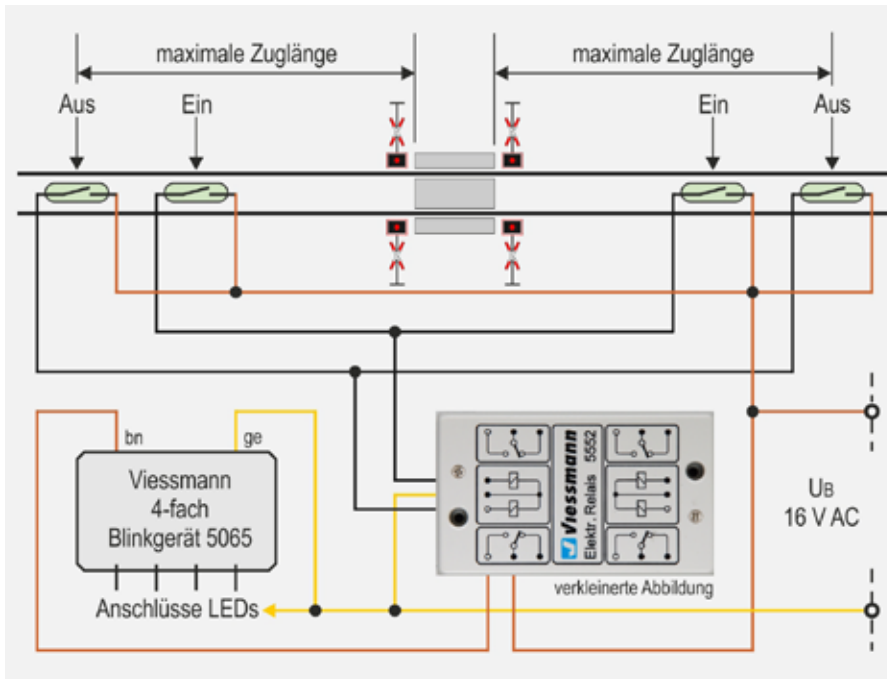 maximale Zuglänge
maximale Zuglänge
Aus
Ein
Ein
Aus
bn
ge
Viessmann
4-fach
Blinkgerät 5065
Anschlüsse LEDs
Viessmann
Elektr. Relais 5552
verkleinerte Abbildung
UB
16 V AC